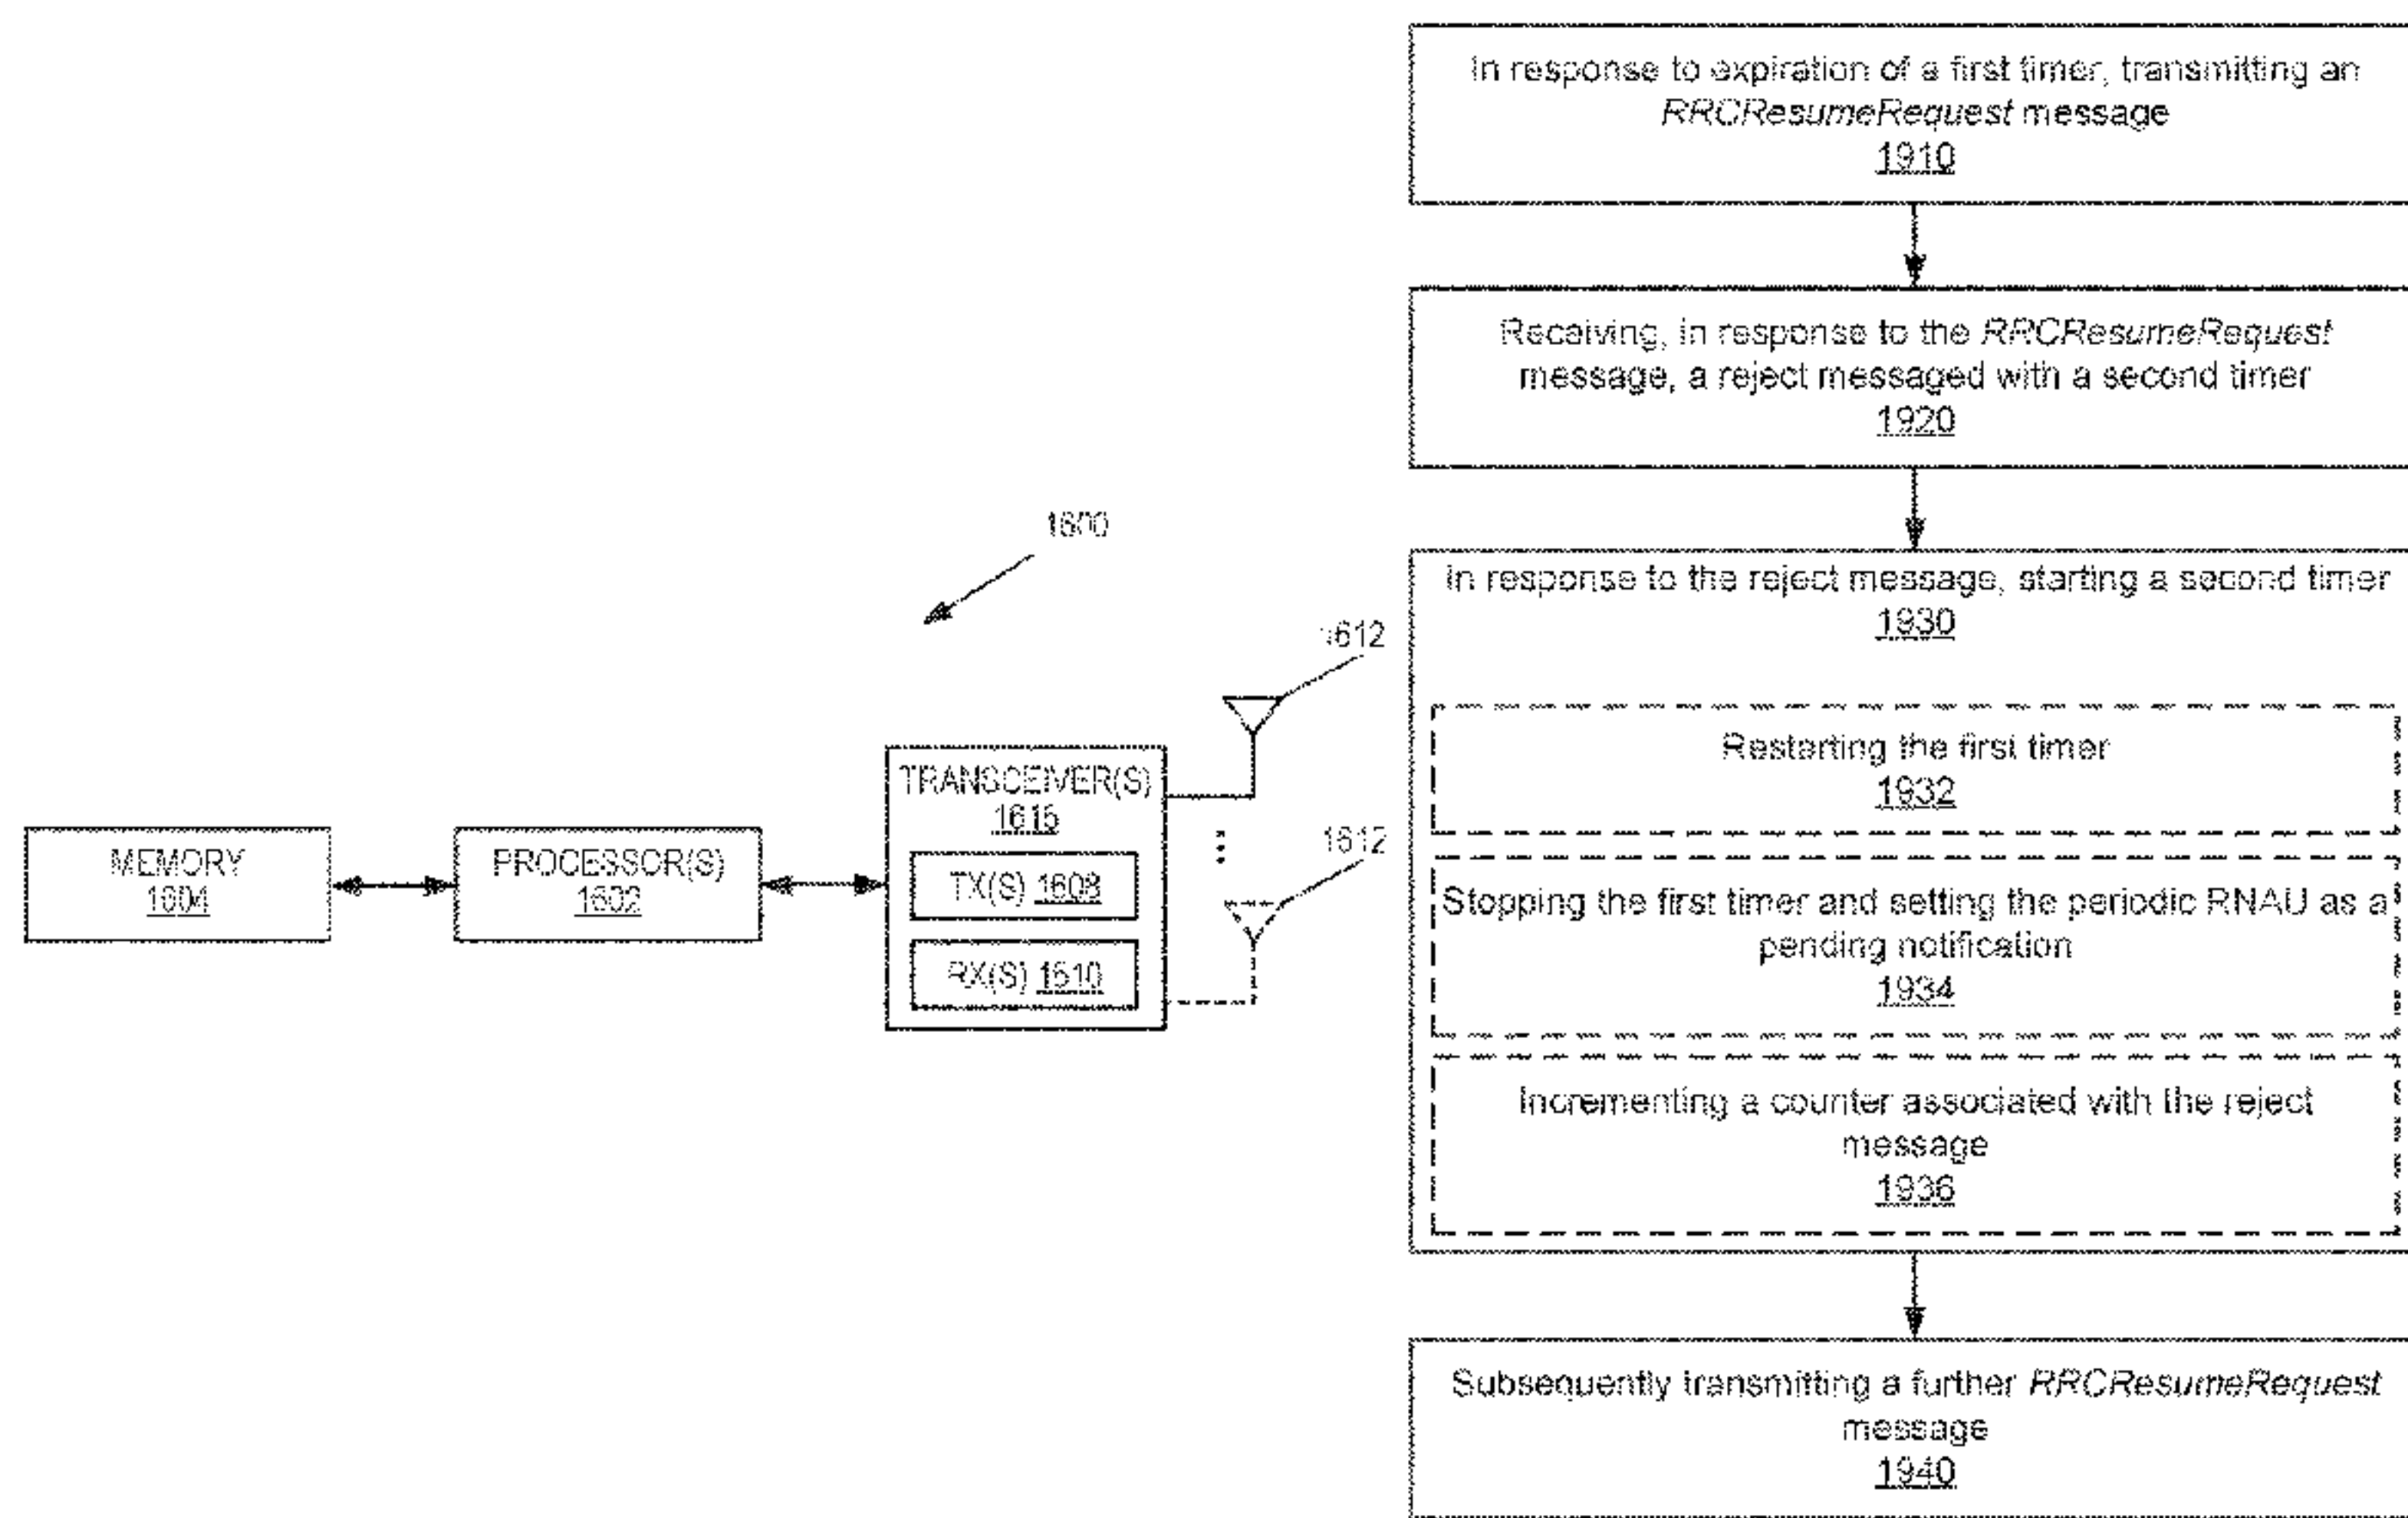 1600
1612
TRANSCEIVER(S)
1615
MEMORY
1604
PROCESSOR(S)
1602
TX(S) 1608
RX(S) 1610
1612
In response to expiration of a first timer, transmitting an
RRCResumeRequest message
1910
Receiving, in response to the RRCResumeRequest
message, a reject messaged with a second timer
1920
In response to the reject message, starting a second timer
1930
Restarting the first timer
1932
Stopping the first timer and setting the periodic RNAU as a
pending notification
1934
Incrementing a counter associated with the reject
message
1936
Subsequently transmitting a further RRCResumeRequest
message
1940